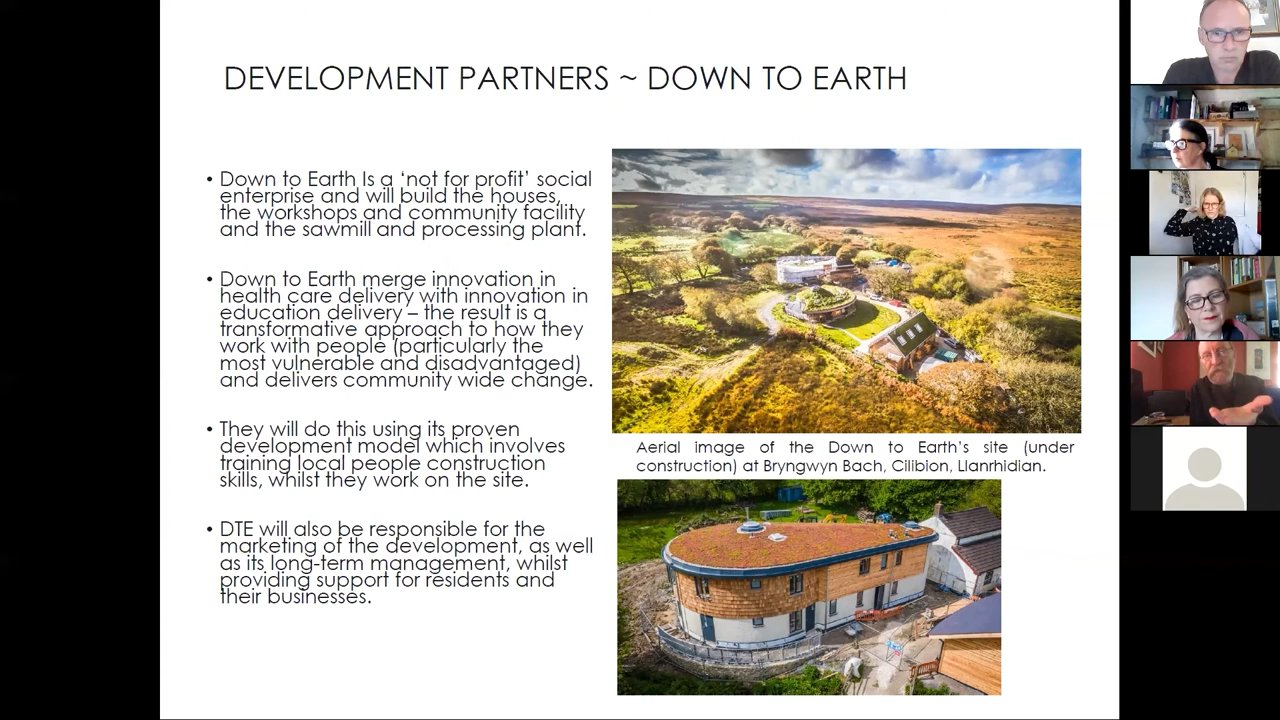 DEVELOPMENT PARTNERS ~ DOWN TO EARTH
• Down to Earth Is a ‘not for profit’ social
enterprise and will build the houses,
the workshops and community facility
and the sawmill and processing plant.
• Down to Earth merge innovation in
health care delivery with innovation in
education delivery – the result is a
transformative approach to how they
work with people (particularly the
most vulnerable and disadvantaged)
and delivers community wide change.
• They will do this using its proven
development model which involves
training local people construction
skills, whilst they work on the site.
• DTE will also be responsible for the
marketing of the development, as well
as its long-term management, whilst
providing support for residents and
their businesses.
Aerial image of the Down to Earth’s site (under
construction) at Bryngwyn Bach, Cilibion, Llanrhidian.